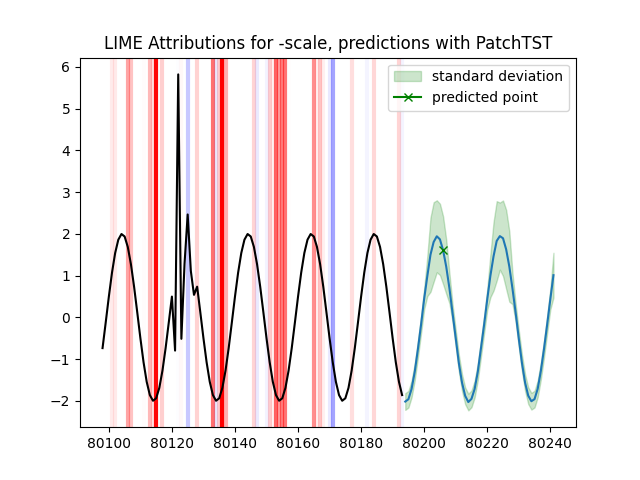 LIME Attributions for -scale, predictions with PatchTST
standard deviation
predicted point
6
5
4
3
2
1
0
−1
−2
80100 80120 80140 80160 80180 80200 80220 80240